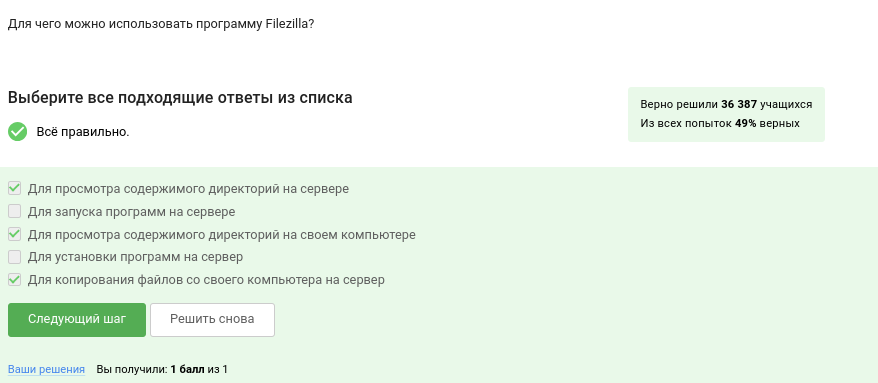 Для чего можно использовать программу Filezilla?
Выберите все подходящие ответы из списка
Верно решили 36 387 учащихся
Из всех попыток 49% верных
Всё правильно.
Для просмотра содержимого директорий на сервере
Для запуска программ на сервере
Для просмотра содержимого директорий на своем компьютере
Для установки программ на сервер
Для копирования файлов со своего компьютера на сервер
Следующий шаг Решить снова
Ваши решения Вы получили: 1 балл из 1